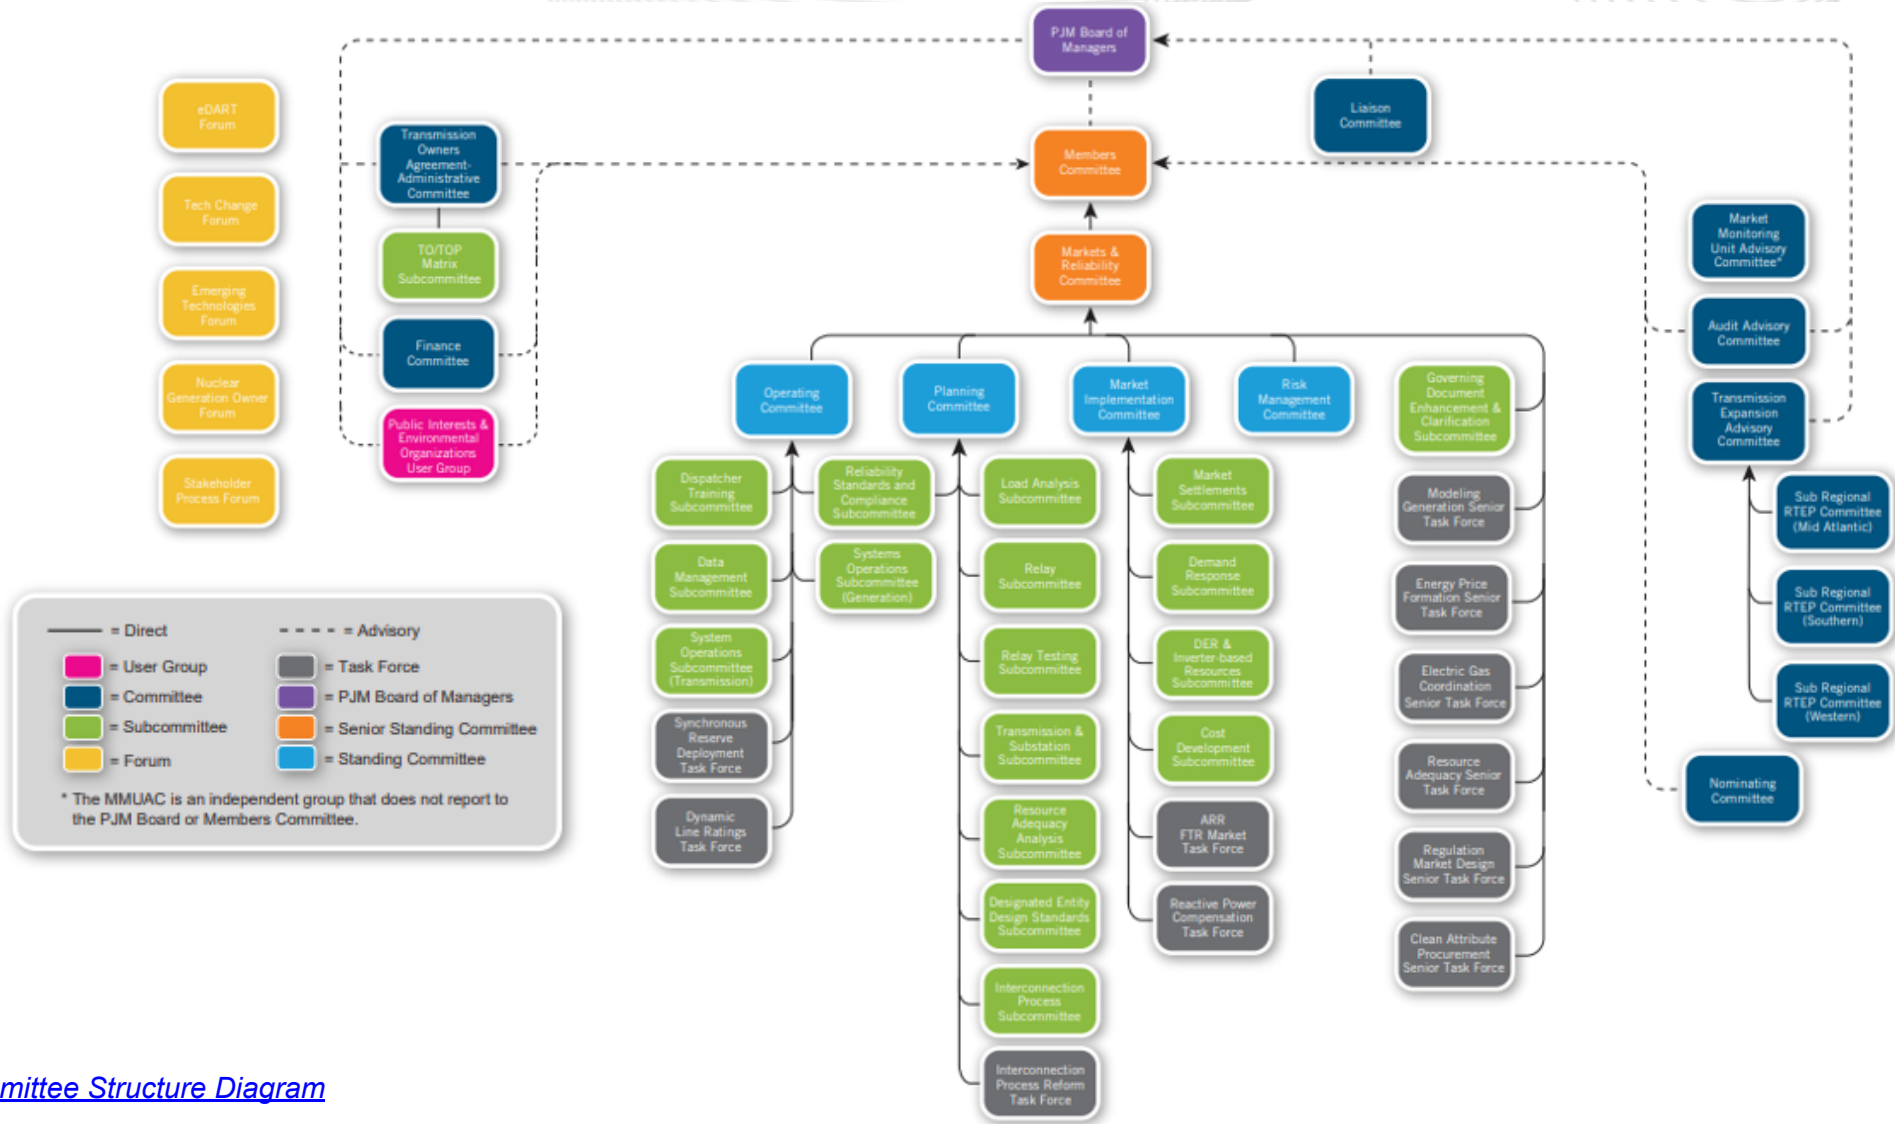 PJM Board of
Managers
Liaison
Committee
eDART
Forum
Tech Change
Forum
Emerging
Technologies
Forum
Nuclear
Generation Owner
Forum
Stakeholder
Process Forum
Transmission
Owners
Agreement-
Administrative
Committee
TO/TOP
Matrix
Subcommittee
Finance
Committee
Public Interests &
Environmental
Organizations
User Group
Members
Committee
Markets &
Reliability
Committee
Market
Monitoring
Unit Advisory
Committee*
Audit Advisory
Committee
Transmission
Expansion
Advisory
Committee
Sub Regional
RTEP Committee
(Mid Atlantic)
Sub Regional
RTEP Committee
(Southern)
Sub Regional
RTEP Committee
(Western)
Nominating
Committee
Operating
Committee
Planning
Committee
Market
Implementation
Committee
Risk
Management
Committee
Dispatcher
Training
Subcommittee
Data
Management
Subcommittee
System
Operations
Subcommittee
(Transmission)
Synchronous
Reserve
Deployment
Task Force
Dynamic
Line Ratings
Task Force
Reliability
Standards and
Compliance
Subcommittee
Systems
Operations
Subcommittee
(Generation)
Load Analysis
Subcommittee
Relay
Subcommittee
Relay Testing
Subcommittee
Transmission &
Substation
Subcommittee
Resource
Adequacy
Analysis
Subcommittee
Designated Entity
Design Standards
Subcommittee
Interconnection
Process
Subcommittee
Interconnection
Process Reform
Task Force
Market
Settlements
Subcommittee
Demand
Response
Subcommittee
DER &
Inverter-based
Resources
Subcommittee
Cost
Development
Subcommittee
ARR
FTR Market
Task Force
Reactive Power
Compensation
Task Force
Governing
Document
Enhancement &
Clarification
Subcommittee
Modeling
Generation Senior
Task Force
Energy Price
Formation Senior
Task Force
Electric Gas
Coordination
Senior Task Force
Resource
Adequacy Senior
Task Force
Regulation
Market Design
Senior Task Force
Clean Attribute
Procurement
Senior Task Force
= Direct
= Advisory
= User Group
= Task Force
= Committee
= PJM Board of Managers
= Subcommittee
= Senior Standing Committee
= Forum
= Standing Committee
* The MMUAC is an independent group that does not report to
the PJM Board or Members Committee.
mittee Structure Diagram